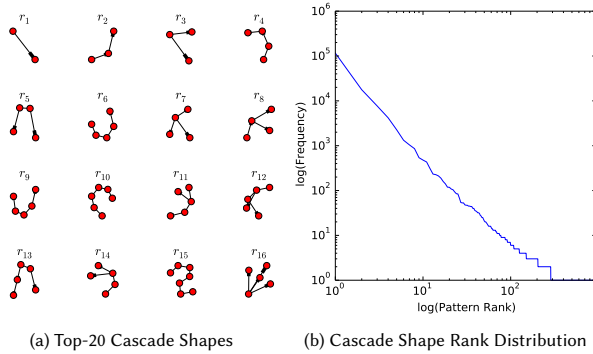 r1 r2 r3 r4
r5 r6 r7 r8
r9 r10 r11 r12
r13 r14 r15 r16
(a) Top-20 Cascade Shapes
log(Frequency)
10^6
10^5
10^4
10^3
10^2
10^1
10^0
10^0 10^1 10^2
log(Pattern Rank)
(b) Cascade Shape Rank Distribution